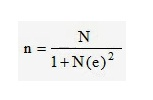 n = N / 1+N(e)²